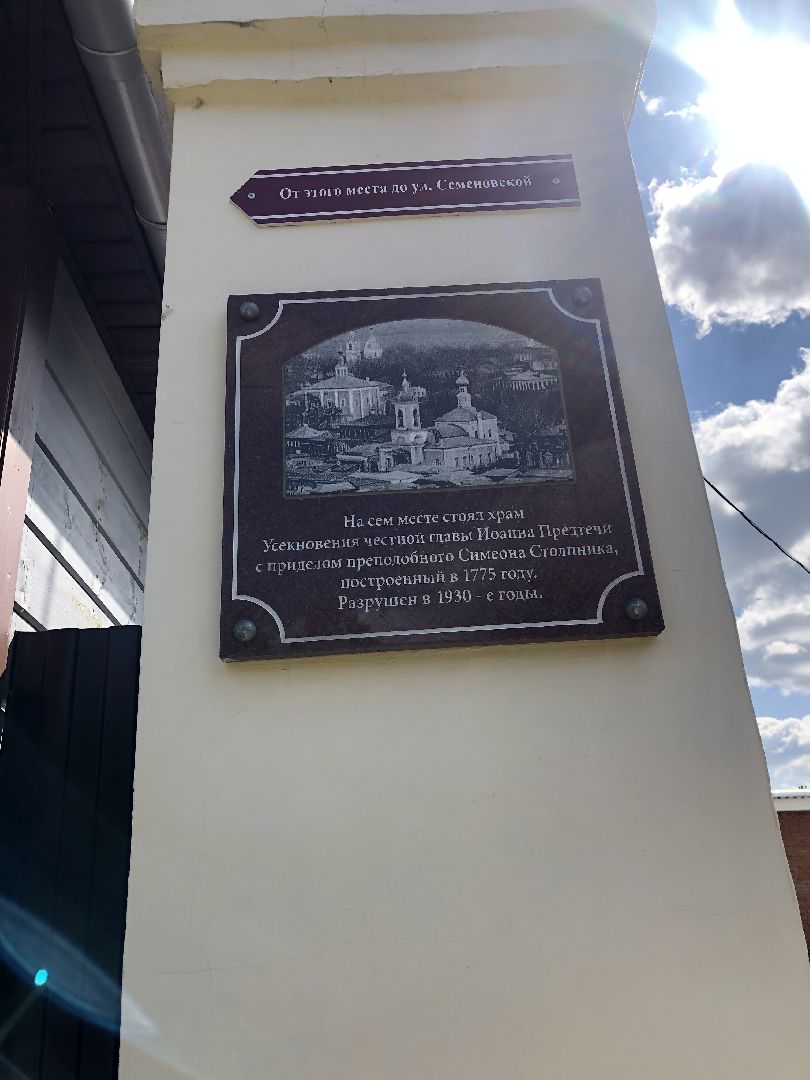 От этого места до ул. Семеновской
На сем месте стоял храм
Усекновения честной главы Иоанна Предтечи
с приделом преподобного Симеона Столпника,
построенный в 1775 году.
Разрушен в 1930 - е годы.